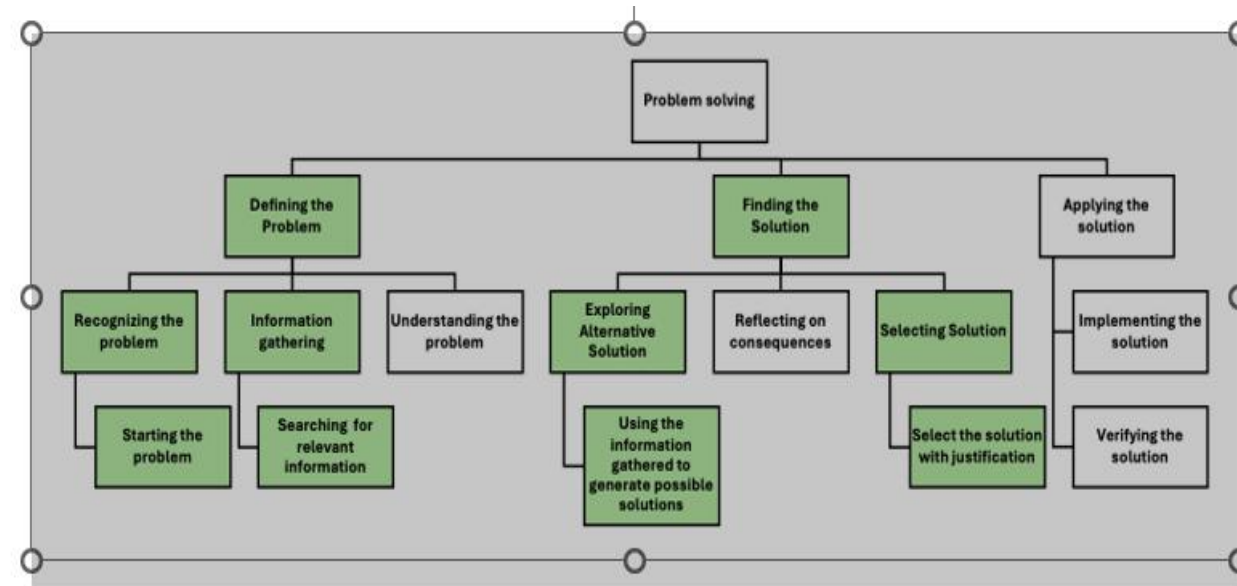 Problem solving
Defining the
Problem
Finding the
Solution
Applying the
solution
Recognizing the
problem
Information
gathering
Understanding the
problem
Exploring
Alternative
Solution
Reflecting on
consequences
Selecting Solution
Implementing the
solution
Starting the
problem
Searching for
relevant
information
Using the
information
gathered to
generate possible
solutions
Select the solution
with justification
Verifying the
solution